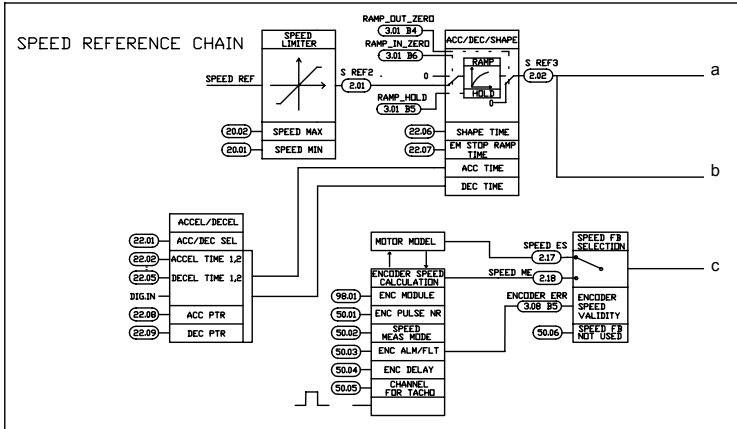 SPEED REFERENCE CHAIN
SPEED
LIMITER
SPEED REF
20.02
SPEED MAX
20.01
SPEED MIN
S REF2
2.01
RAMP_OUT_ZERO
3.01 B4
RAMP_IN_ZERO
3.01 B6
0
RAMP_HOLD
3.01 B5
ACC/DEC/SHAPE
RAMP
HOLD
0
22.06
SHAPE TIME
22.07
EM STOP RAMP
TIME
ACC TIME
DEC TIME
S REF3
2.02
a
b
ACCEL/DECEL
22.01
ACC/DEC SEL
22.02
ACCEL TIME 1,2
22.05
DECEL TIME 1,2
DIG.IN
22.08
ACC PTR
22.09
DEC PTR
MOTOR MODEL
ENCODER SPEED
CALCULATION
98.01
ENC MODULE
50.01
ENC PULSE NR
50.02
SPEED
MEAS MODE
50.03
ENC ALM/FLT
50.04
ENC DELAY
50.05
CHANNEL
FOR TACHO
SPEED ES
2.17
SPEED ME
2.18
ENCODER ERR
3.08 B5
50.06
SPEED FB
SELECTION
ENCODER
SPEED
VALIDITY
SPEED FB
NOT USED
c